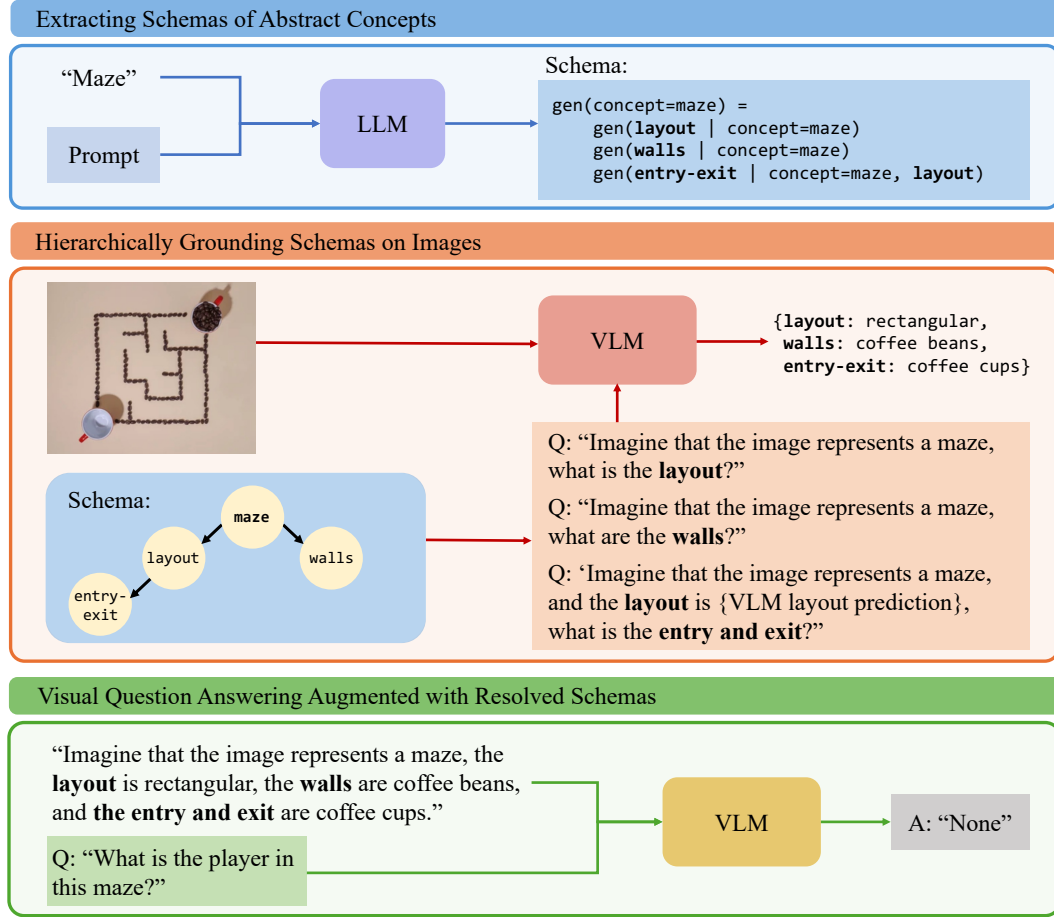 Extracting Schemas of Abstract Concepts
“Maze”
Prompt
LLM
Schema:
gen(concept=maze) =
gen(layout | concept=maze)
gen(walls | concept=maze)
gen(entry-exit | concept=maze, layout)
Hierarchically Grounding Schemas on Images
VLM
{layout: rectangular,
walls: coffee beans,
entry-exit: coffee cups}
Schema:
maze
layout
walls
entry-
exit
Q: “Imagine that the image represents a maze,
what is the layout?”
Q: “Imagine that the image represents a maze,
what are the walls?”
Q: ‘Imagine that the image represents a maze,
and the layout is {VLM layout prediction},
what is the entry and exit?”
Visual Question Answering Augmented with Resolved Schemas
“Imagine that the image represents a maze, the
layout is rectangular, the walls are coffee beans,
and the entry and exit are coffee cups.”
Q: “What is the player in
this maze?”
VLM
A: “None”